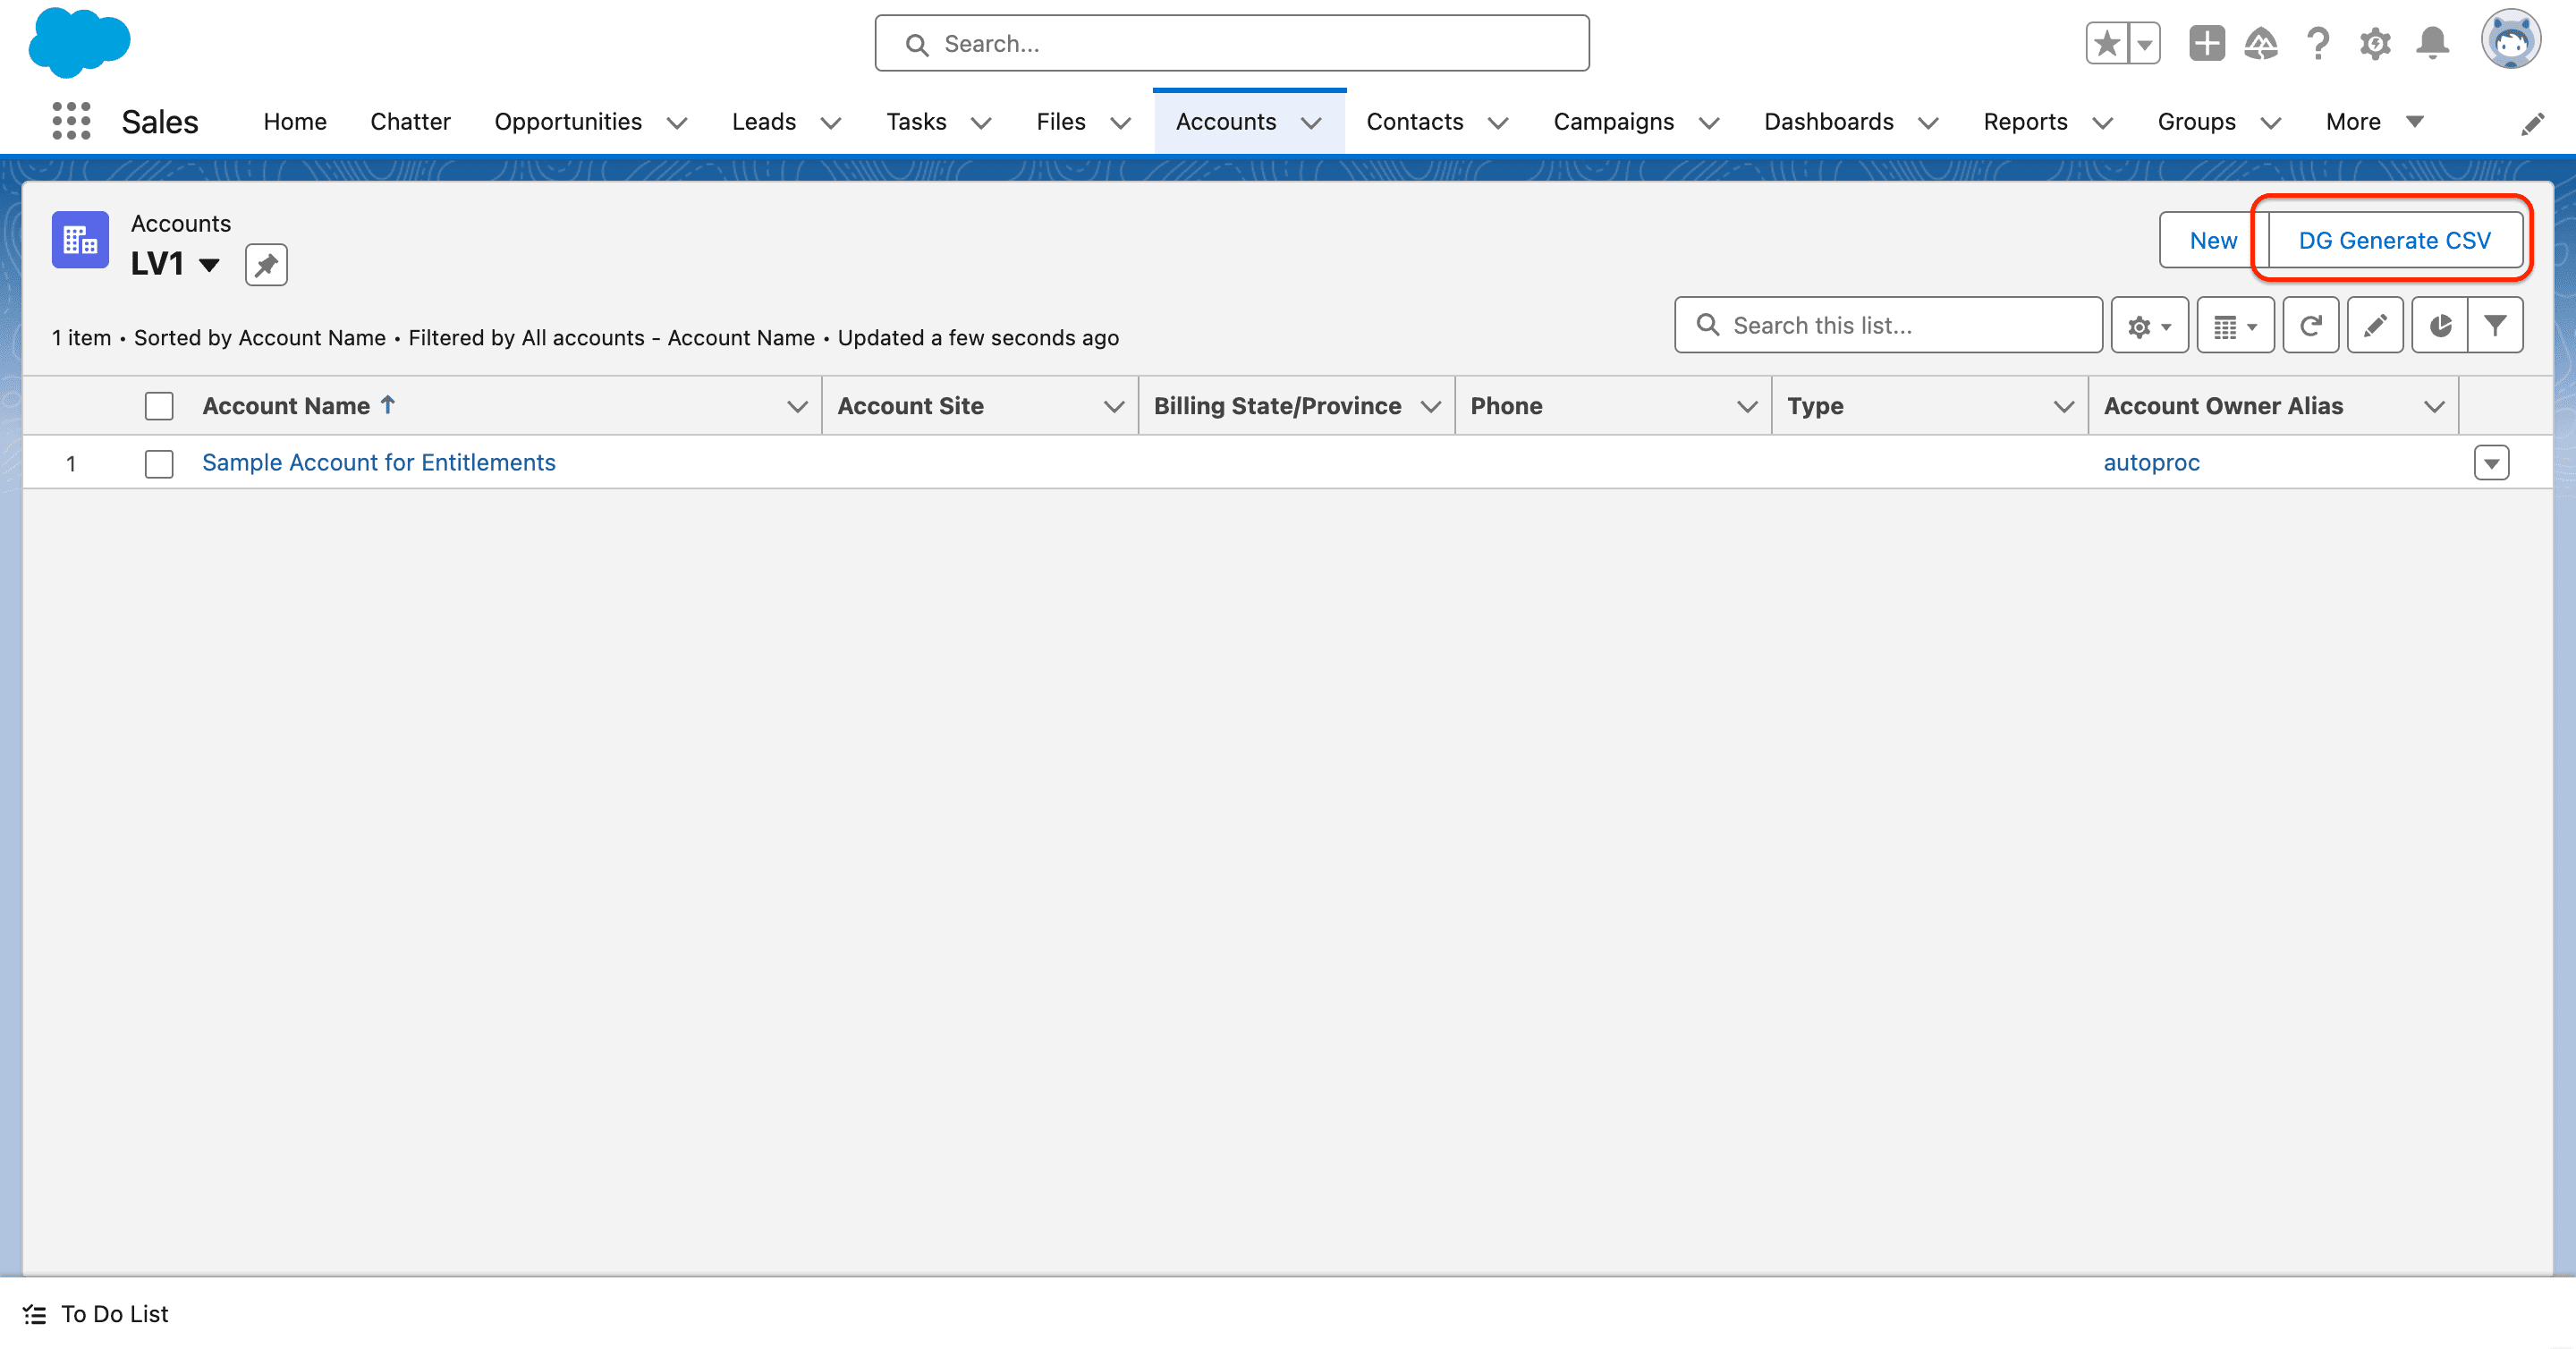 Search...
Sales
Home
Chatter
Opportunities
Leads
Tasks
Files
Accounts
Contacts
Campaigns
Dashboards
Reports
Groups
More
Accounts
LV1
New
DG Generate CSV
1 item • Sorted by Account Name • Filtered by All accounts - Account Name • Updated a few seconds ago
Search this list...
Account Name
Account Site
Billing State/Province
Phone
Type
Account Owner Alias
1
Sample Account for Entitlements
autoproc
To Do List